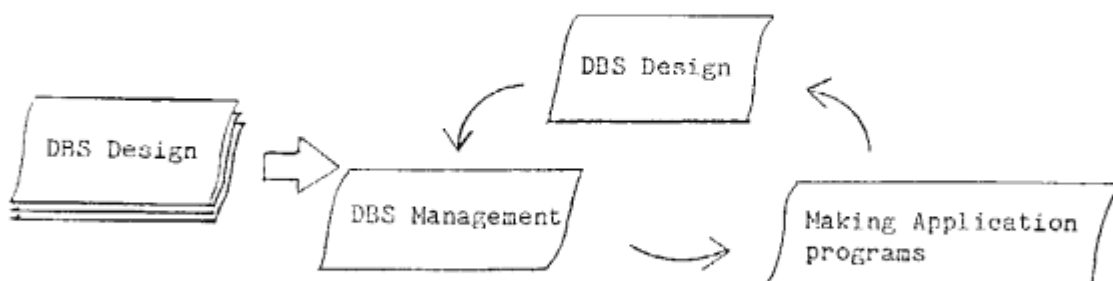 DBS Design
DBS Design
DBS Management
Making Application
programs